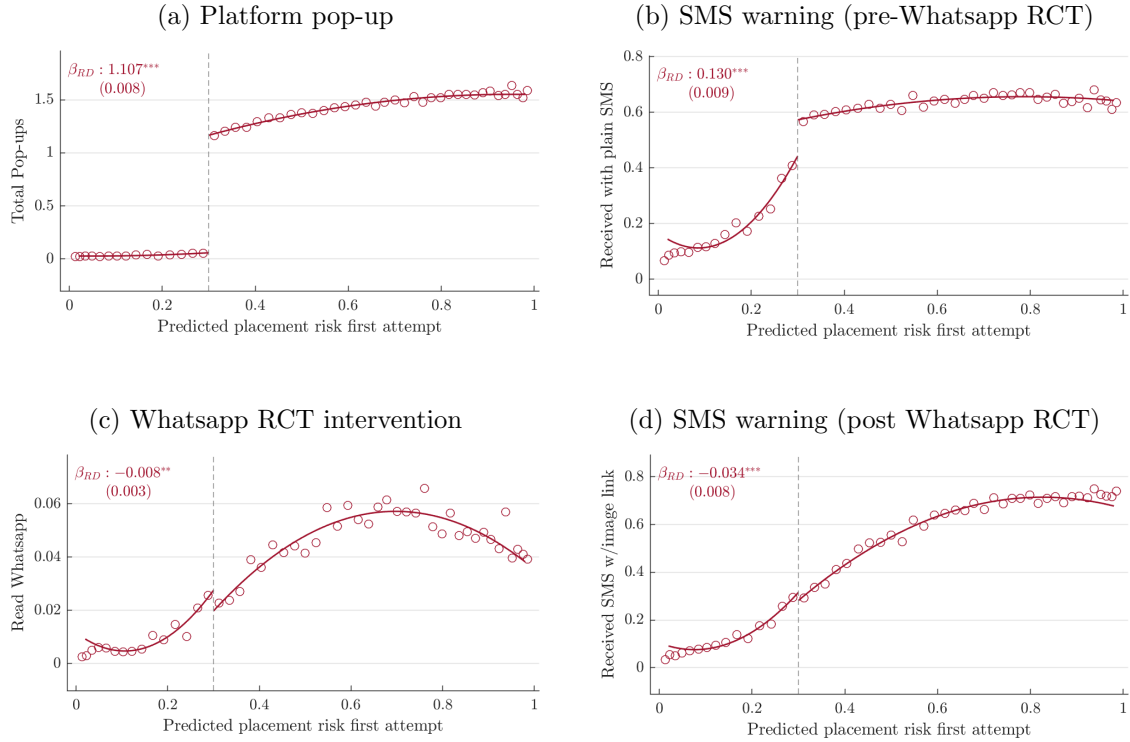 (a) Platform pop-up
β_RD : 1.107***
(0.008)
Total Pop-ups
1.5
1
0.5
0
0 0.2 0.4 0.6 0.8 1
Predicted placement risk first attempt
(b) SMS warning (pre-Whatsapp RCT)
β_RD : 0.130***
(0.009)
Received with plain SMS
0.8
0.6
0.4
0.2
0
0 0.2 0.4 0.6 0.8 1
Predicted placement risk first attempt
(c) Whatsapp RCT intervention
β_RD : −0.008**
(0.003)
Read Whatsapp
0.06
0.04
0.02
0
0 0.2 0.4 0.6 0.8 1
Predicted placement risk first attempt
(d) SMS warning (post Whatsapp RCT)
β_RD : −0.034***
(0.008)
Received SMS w/image link
0.8
0.6
0.4
0.2
0
0 0.2 0.4 0.6 0.8 1
Predicted placement risk first attempt